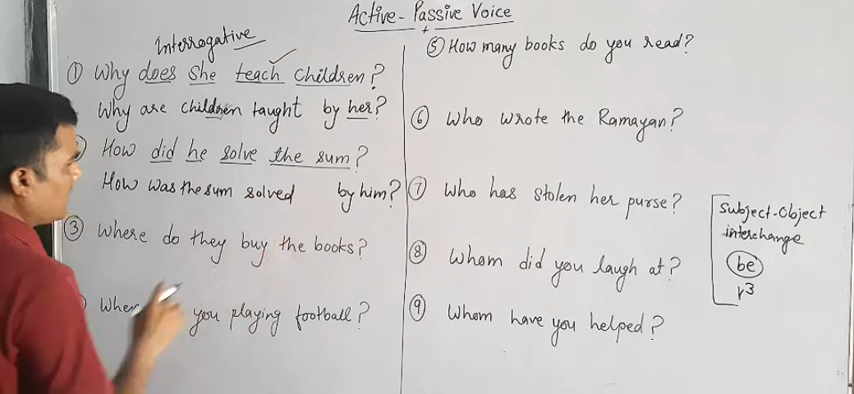 Active-Passive Voice
Interrogative
① Why does she teach children?
Why are children taught by her?
How did he solve the sum?
How was the sum solved by him?
③ Where do they buy the books?
you playing football?
⑤ How many books do you read?
⑥ Who wrote the Ramayan?
⑦ Who has stolen her purse?
⑧ Whom did you laugh at?
⑨ Whom have you helped?
Subject-Object
interchange
be
V3